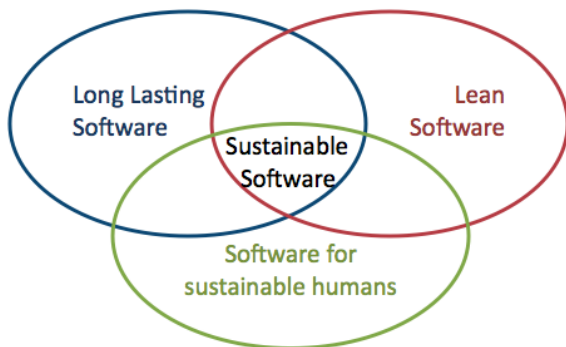 Long Lasting
Software
Lean
Software
Sustainable
Software
Software for
sustainable humans